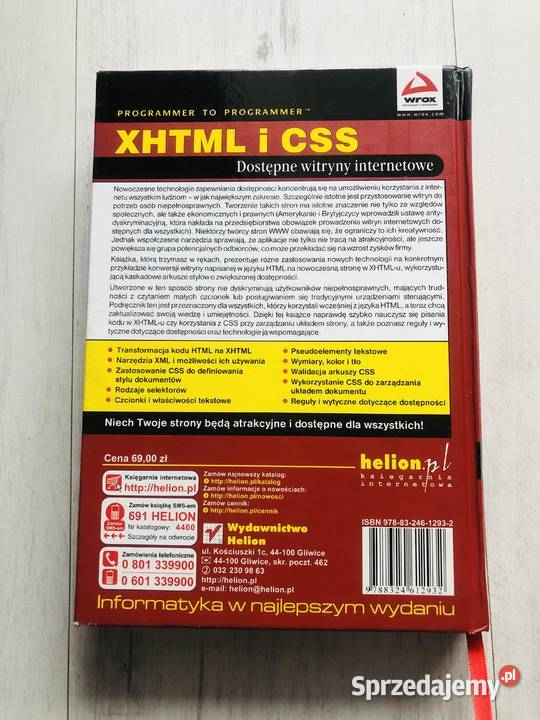 wrox
www.wrox.com
PROGRAMMER TO PROGRAMMER™
XHTML i CSS
Dostępne witryny internetowe
Nowoczesne technologie zapewniania dostępności koncentrują się na umożliwieniu korzystania z inter-
netu wszystkim ludziom – w jak największym zakresie. Szczególnie istotne jest przystosowanie witryn do
potrzeb osób niepełnosprawnych. Tworzenie takich stron ma istotne znaczenie nie tylko ze względów
społecznych, ale także ekonomicznych i prawnych (Amerykanie i Brytyjczycy wprowadzili ustawę anty-
dyskryminacyjną, która nakłada na przedsiębiorstwa obowiązek prowadzenia witryn internetowych do-
stępnych dla wszystkich). Niektórzy twórcy stron WWW obawiają się, że ograniczy to ich kreatywność.
Jednak współczesne narzędzia sprawiają, że aplikacje nie tylko nie tracą na atrakcyjności, ale jeszcze
powiększa się grupa potencjalnych odbiorców, co może przekładać się na wzrost zysków firmy.
Książka, którą trzymasz w rękach, prezentuje różne zastosowania nowych technologii na konkretnym
przykładzie konwersji witryny napisanej w języku HTML na nowoczesną stronę w XHTML-u, wykorzystu-
jącą kaskadowe arkusze stylów o zwiększonej dostępności.
Utworzone w ten sposób strony nie dyskryminują użytkowników niepełnosprawnych, mających trudno-
ści z czytaniem małych czcionek lub posługiwaniem się tradycyjnymi urządzeniami sterującymi.
Podręcznik ten jest przeznaczony dla wszystkich, którzy korzystali wcześniej z języka HTML, a teraz chcą
zaktualizować swoją wiedzę i umiejętności. Dzięki tej książce naprawdę szybko nauczysz się pisania
kodu w XHTML-u czy korzystania z CSS przy zarządzaniu układem strony, a także poznasz reguły i wy-
tyczne dotyczące dostępności oraz technologie ją wspomagające.
• Transformacja kodu HTML na XHTML
• Narzędzia XML i możliwości ich używania
• Zastosowanie CSS do definiowania
stylu dokumentów
• Rodzaje selektorów
• Czcionki i właściwości tekstowe
• Pseudoelementy tekstowe
• Wymiary, kolor i tło
• Walidacja arkuszy CSS
• Wykorzystanie CSS do zarządzania
układem dokumentu
• Reguły i wytyczne dotyczące dostępności
Niech Twoje strony będą atrakcyjne i dostępne dla wszystkich!
Cena 69,00 zł
Księgarnia internetowa
http://helion.pl
Zamów książkę SMS-em
691 HELION
Nr katalogowy: 4400
Szczegóły na odwrocie
Zamówienia telefoniczne
0 801 339900
0 601 339900
Zamów najnowszy katalog:
http://helion.pl/katalog
Zamów informacje o nowościach:
http://helion.pl/nowosci
Zamów cennik:
http://helion.pl/cennik
Wydawnictwo
Helion
ul. Kościuszki 1c, 44-100 Gliwice
44-100 Gliwice, skr. poczt. 462
032 230 98 63
http://helion.pl
e-mail: helion@helion.pl
helion.pl
księgarnia
internetowa
ISBN 978-83-246-1293-2
9 788324 612932
Informatyka w najlepszym wydaniu
Sprzedajemy.pl